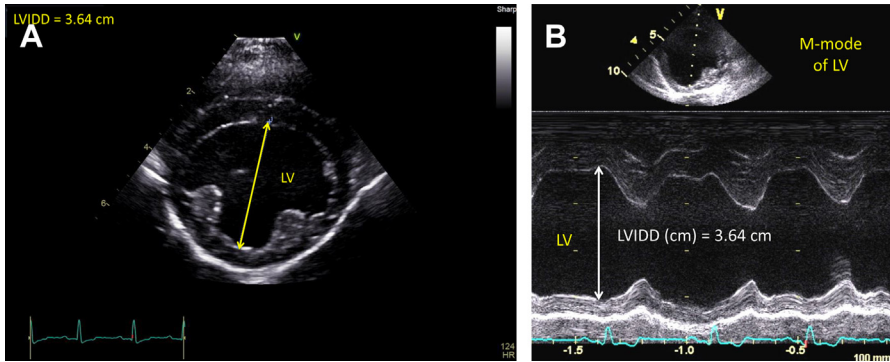 LVIDD = 3.64 cm
A
V
Sharp
2
4
6
LV
124
HR
B
V
5
10
M-mode
of LV
LV
LVIDD (cm) = 3.64 cm
-1.5
-1.0
-0.5
100 mm